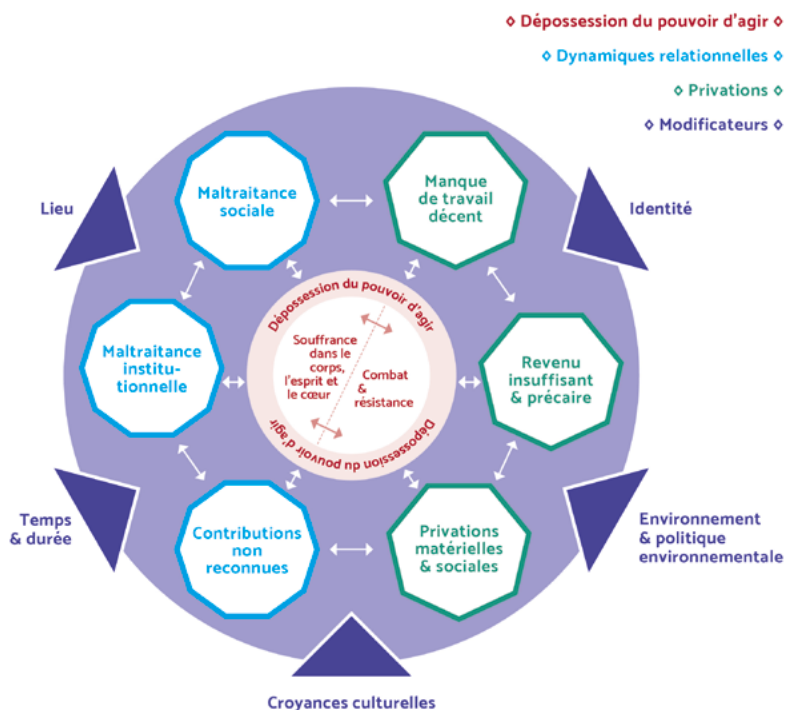 ◊ Dépossession du pouvoir d'agir ◊
◊ Dynamiques relationnelles ◊
◊ Privations ◊
◊ Modificateurs ◊
Maltraitance
sociale
Manque
de travail
décent
Lieu
Identité
Dépossession du pouvoir d'agir
Souffrance
dans le
corps,
l'esprit et
le cœur
Combat
&
résistance
Dépossession du pouvoir d'agir
Maltraitance
institu-
tionnelle
Revenu
insuffisant
& précaire
Temps
& durée
Contributions
non
reconnues
Privations
matérielles
& sociales
Environnement
& politique
environnementale
Croyances culturelles